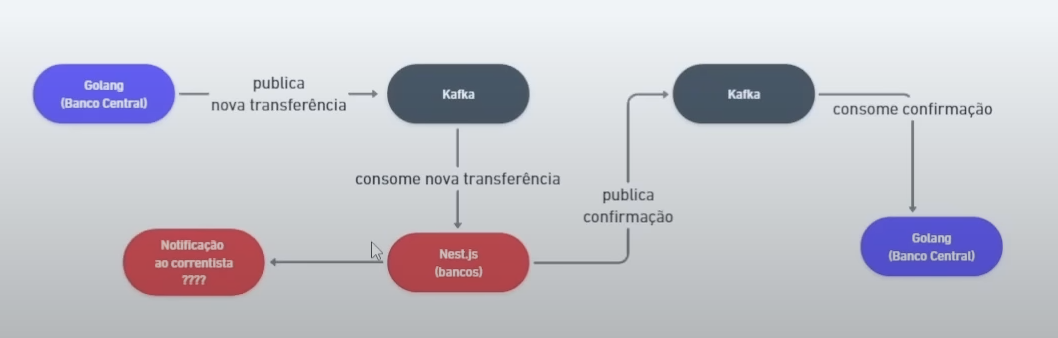 Golang
(Banco Central)
publica
nova transferência
Kafka
Kafka
consome confirmação
consome nova transferência
publica
confirmação
Notificação
ao correntista
????
Nest.js
(bancos)
Golang
(Banco Central)